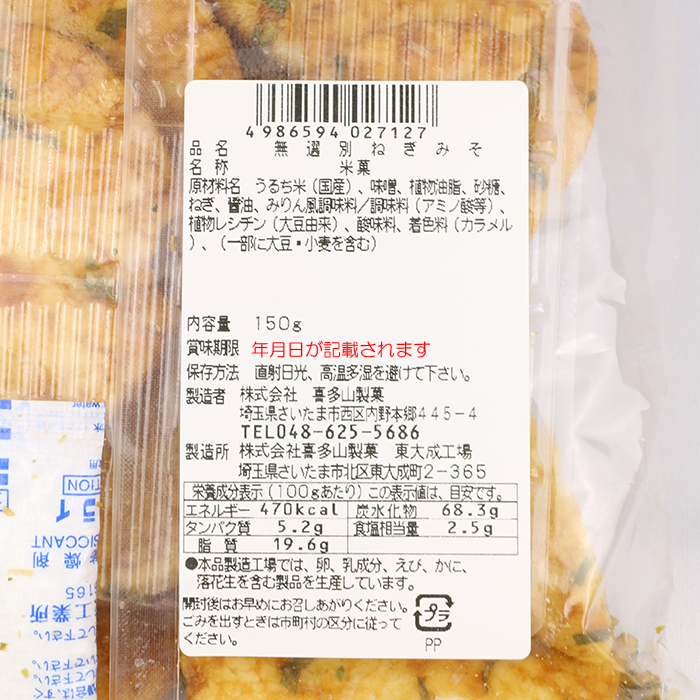 4986594 027127
品名 無選別ねぎみそ
名称 米菓
原材料名 うるち米（国産）、味噌、植物油脂、砂糖、
ねぎ、醤油、みりん風調味料／調味料（アミノ酸等）、
植物レシチン（大豆由来）、酸味料、着色料（カラメル
）、（一部に大豆・小麦を含む）
内容量 150g
賞味期限 年月日が記載されます
保存方法 直射日光、高温多湿を避けて下さい。
製造者 株式会社 喜多山製菓
埼玉県さいたま市西区内野本郷445-4
TEL048-625-5686
製造所 株式会社喜多山製菓 東大成工場
埼玉県さいたま市北区東大成町2-365
栄養成分表示（100gあたり）この表示値は、目安です。
エネルギー 470kcal 炭水化物 68.3g
タンパク質 5.2g 食塩相当量 2.5g
脂質 19.6g
●本品製造工場では、卵、乳成分、えび、かに、
落花生を含む製品を生産しています。
開封後はお早めにお召しあがりください。
ごみを出すときは市町村の区分に従って
ください。
プラ
PP
water
TION
燥剤
ICCANT
165
工業所
して下さい。